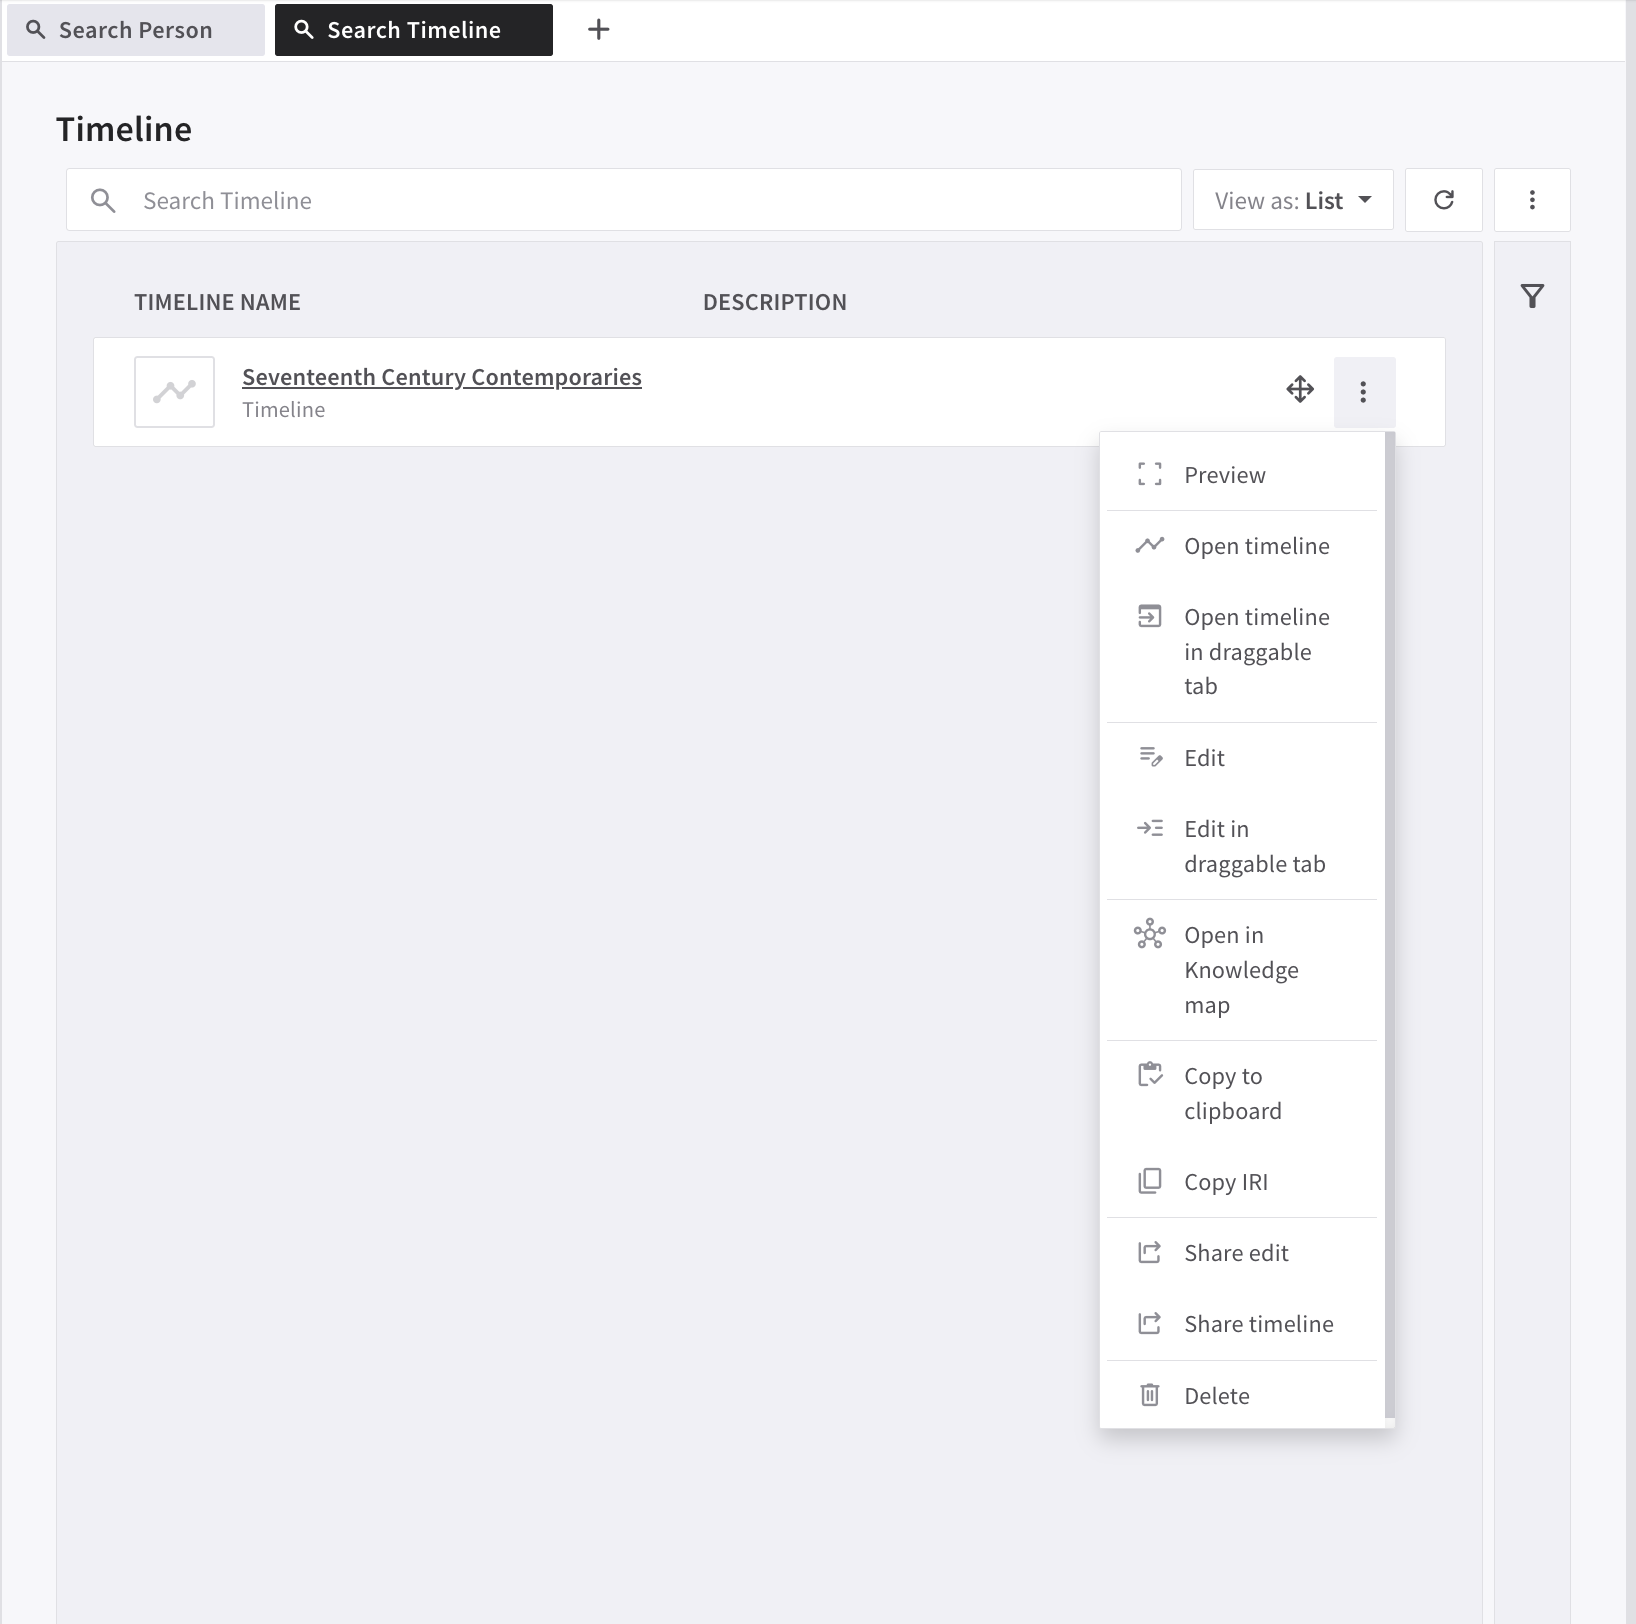 Search Person
Search Timeline
Timeline
Search Timeline
View as: List
TIMELINE NAME
DESCRIPTION
Seventeenth Century Contemporaries
Timeline
Preview
Open timeline
Open timeline
in draggable
tab
Edit
Edit in
draggable tab
Open in
Knowledge
map
Copy to
clipboard
Copy IRI
Share edit
Share timeline
Delete